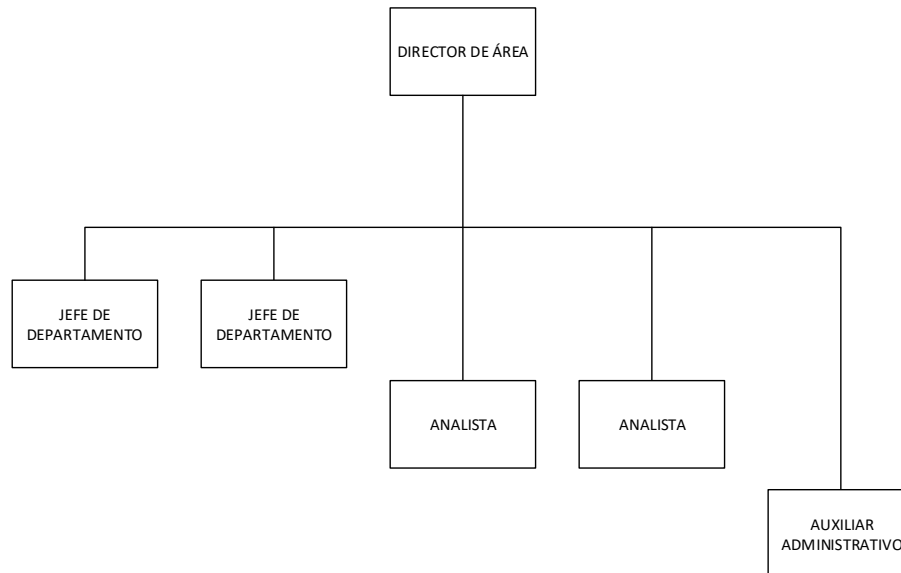 DIRECTOR DE ÁREA
JEFE DE
DEPARTAMENTO
JEFE DE
DEPARTAMENTO
ANALISTA
ANALISTA
AUXILIAR
ADMINISTRATIVO